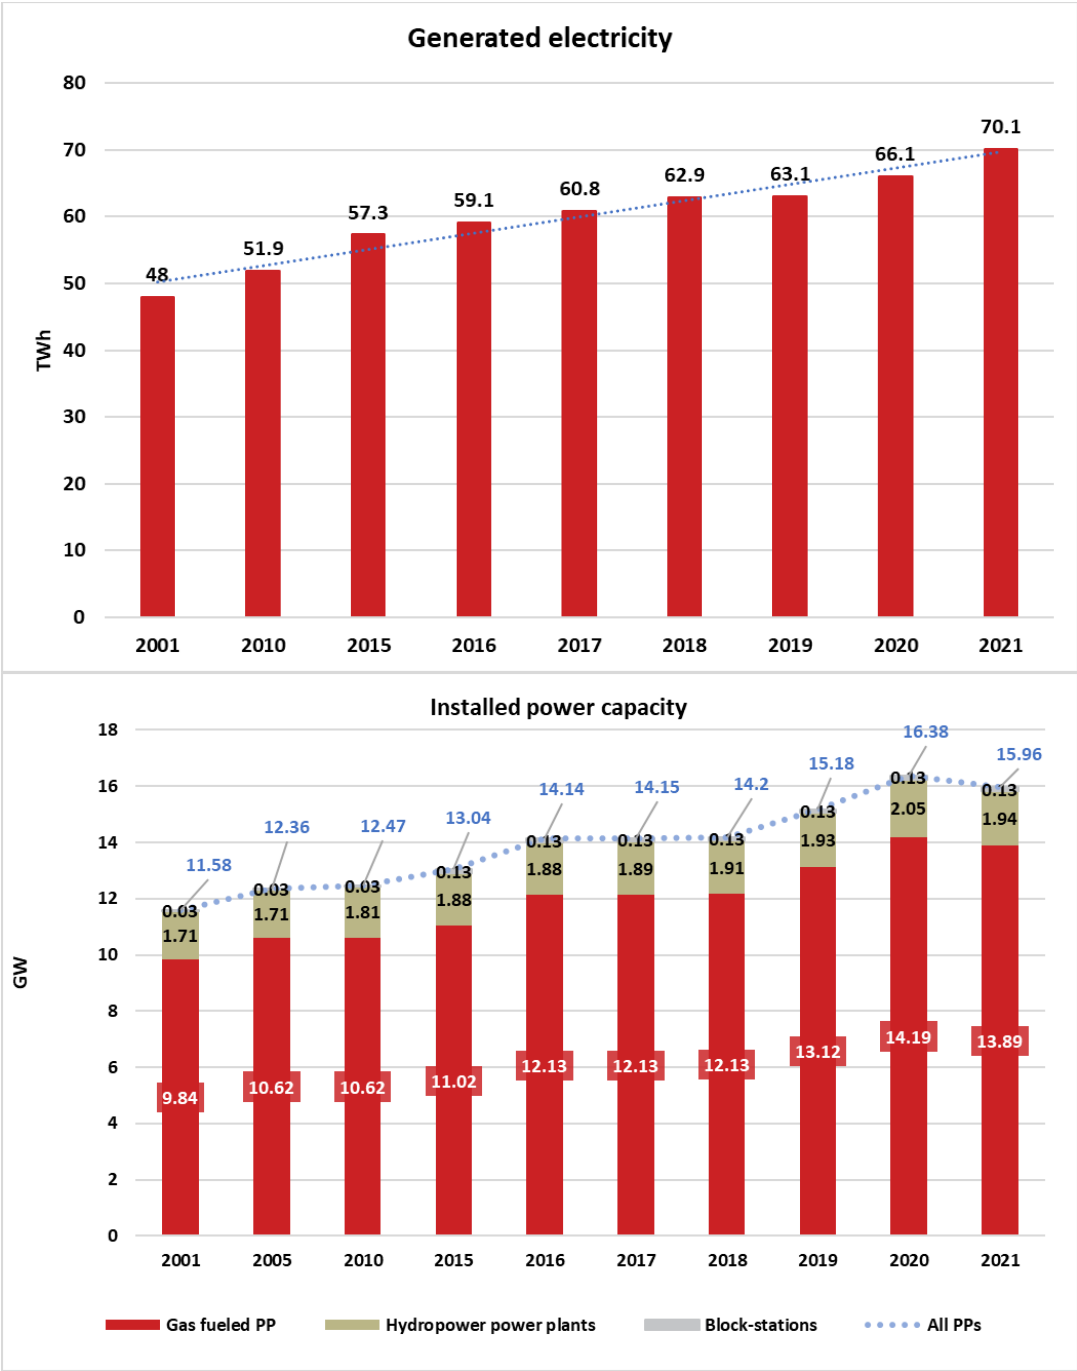 Generated electricity
80
70
60
50
40
30
20
10
0
TWh
48
51.9
57.3
59.1
60.8
62.9
63.1
66.1
70.1
2001 2010 2015 2016 2017 2018 2019 2020 2021
Installed power capacity
18
16
14
12
10
8
6
4
2
0
GW
11.58 12.36 12.47 13.04 14.14 14.15 14.2 15.18 16.38 15.96
0.03 0.03 0.03 0.13 0.13 0.13 0.13 0.13 0.13 0.13
1.71 1.71 1.81 1.88 1.88 1.89 1.91 1.93 2.05 1.94
9.84 10.62 10.62 11.02 12.13 12.13 12.13 13.12 14.19 13.89
2001 2005 2010 2015 2016 2017 2018 2019 2020 2021
Gas fueled PP Hydropower power plants Block-stations All PPs